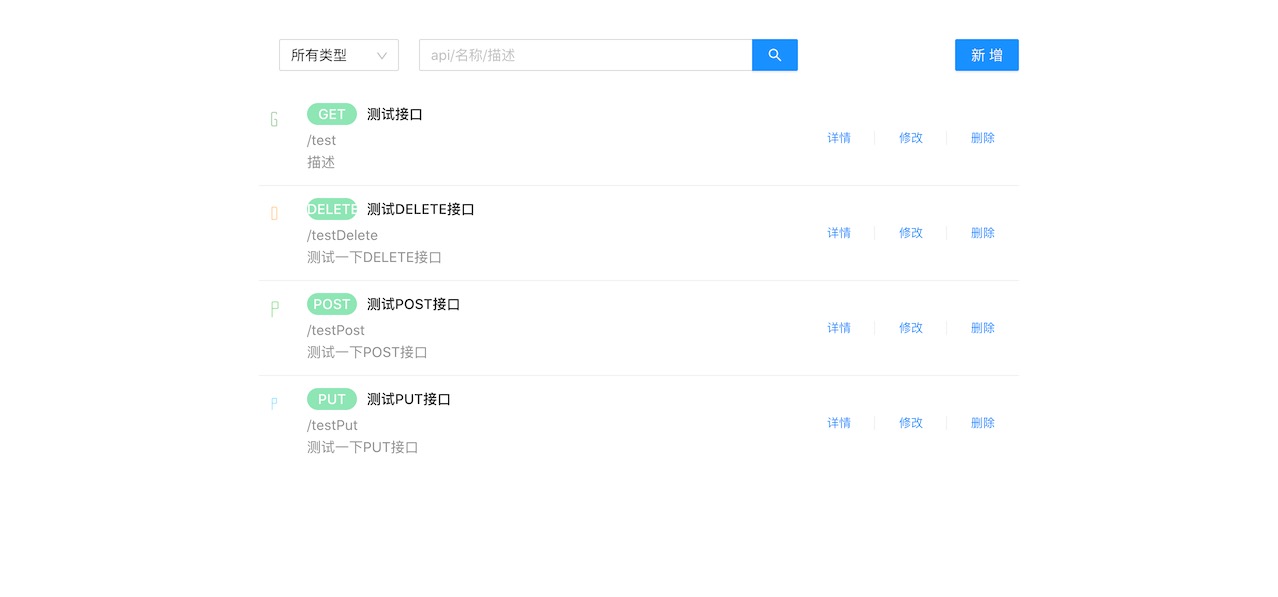 所有类型
api/名称/描述
新 增
G
GET 测试接口
/test
描述
详情 修改 删除
D
DELETE 测试DELETE接口
/testDelete
测试一下DELETE接口
详情 修改 删除
P
POST 测试POST接口
/testPost
测试一下POST接口
详情 修改 删除
P
PUT 测试PUT接口
/testPut
测试一下PUT接口
详情 修改 删除